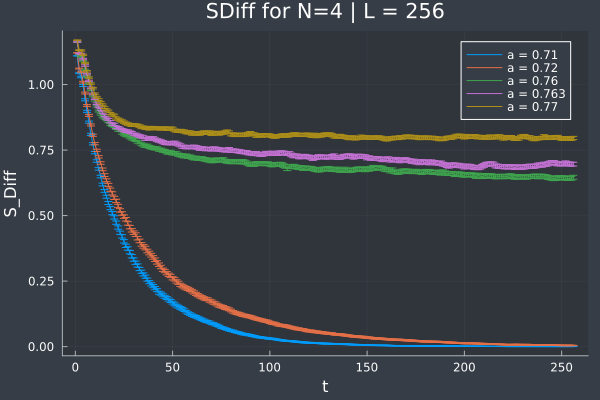 SDiff for N=4 | L = 256
S_Diff
1.00
0.75
0.50
0.25
0.00
a = 0.71
a = 0.72
a = 0.76
a = 0.763
a = 0.77
0 50 100 150 200 250
t